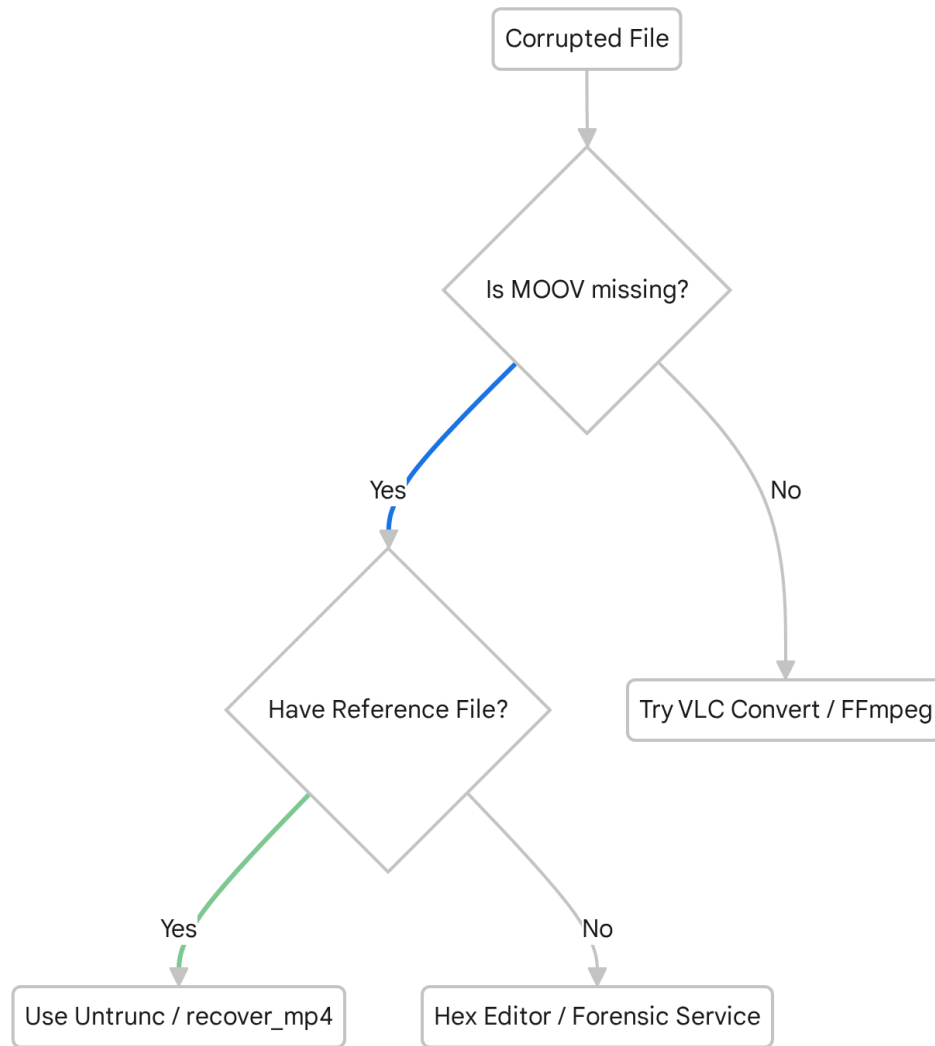 Corrupted File
Is MOOV missing?
Yes
No
Try VLC Convert / FFmpeg
Have Reference File?
Yes
No
Use Untrunc / recover_mp4
Hex Editor / Forensic Service